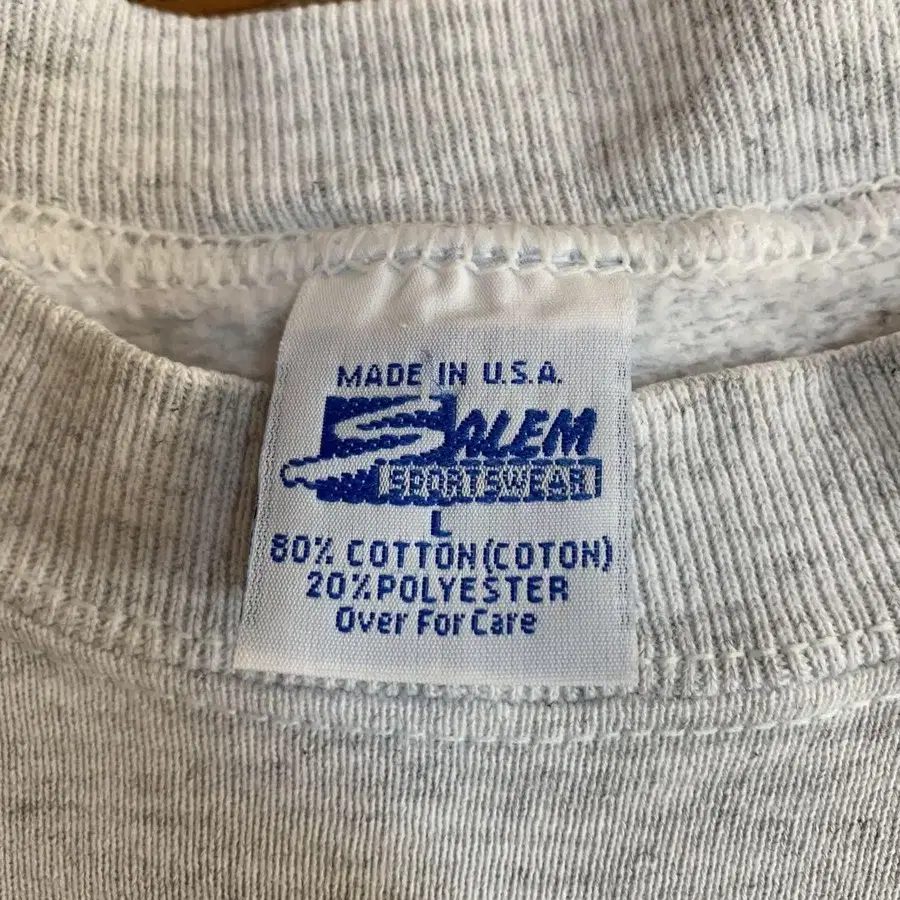 MADE IN U.S.A.
SALEM
SPORTSWEAR
L
80% COTTON(COTON)
20%POLYESTER
Over For Care